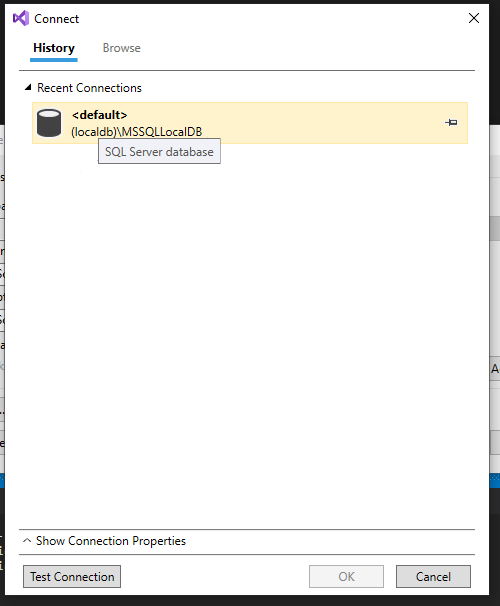 Connect
History
Browse
Recent Connections
<default>
(localdb)\MSSQLLocalDB
SQL Server database
Show Connection Properties
Test Connection
OK
Cancel